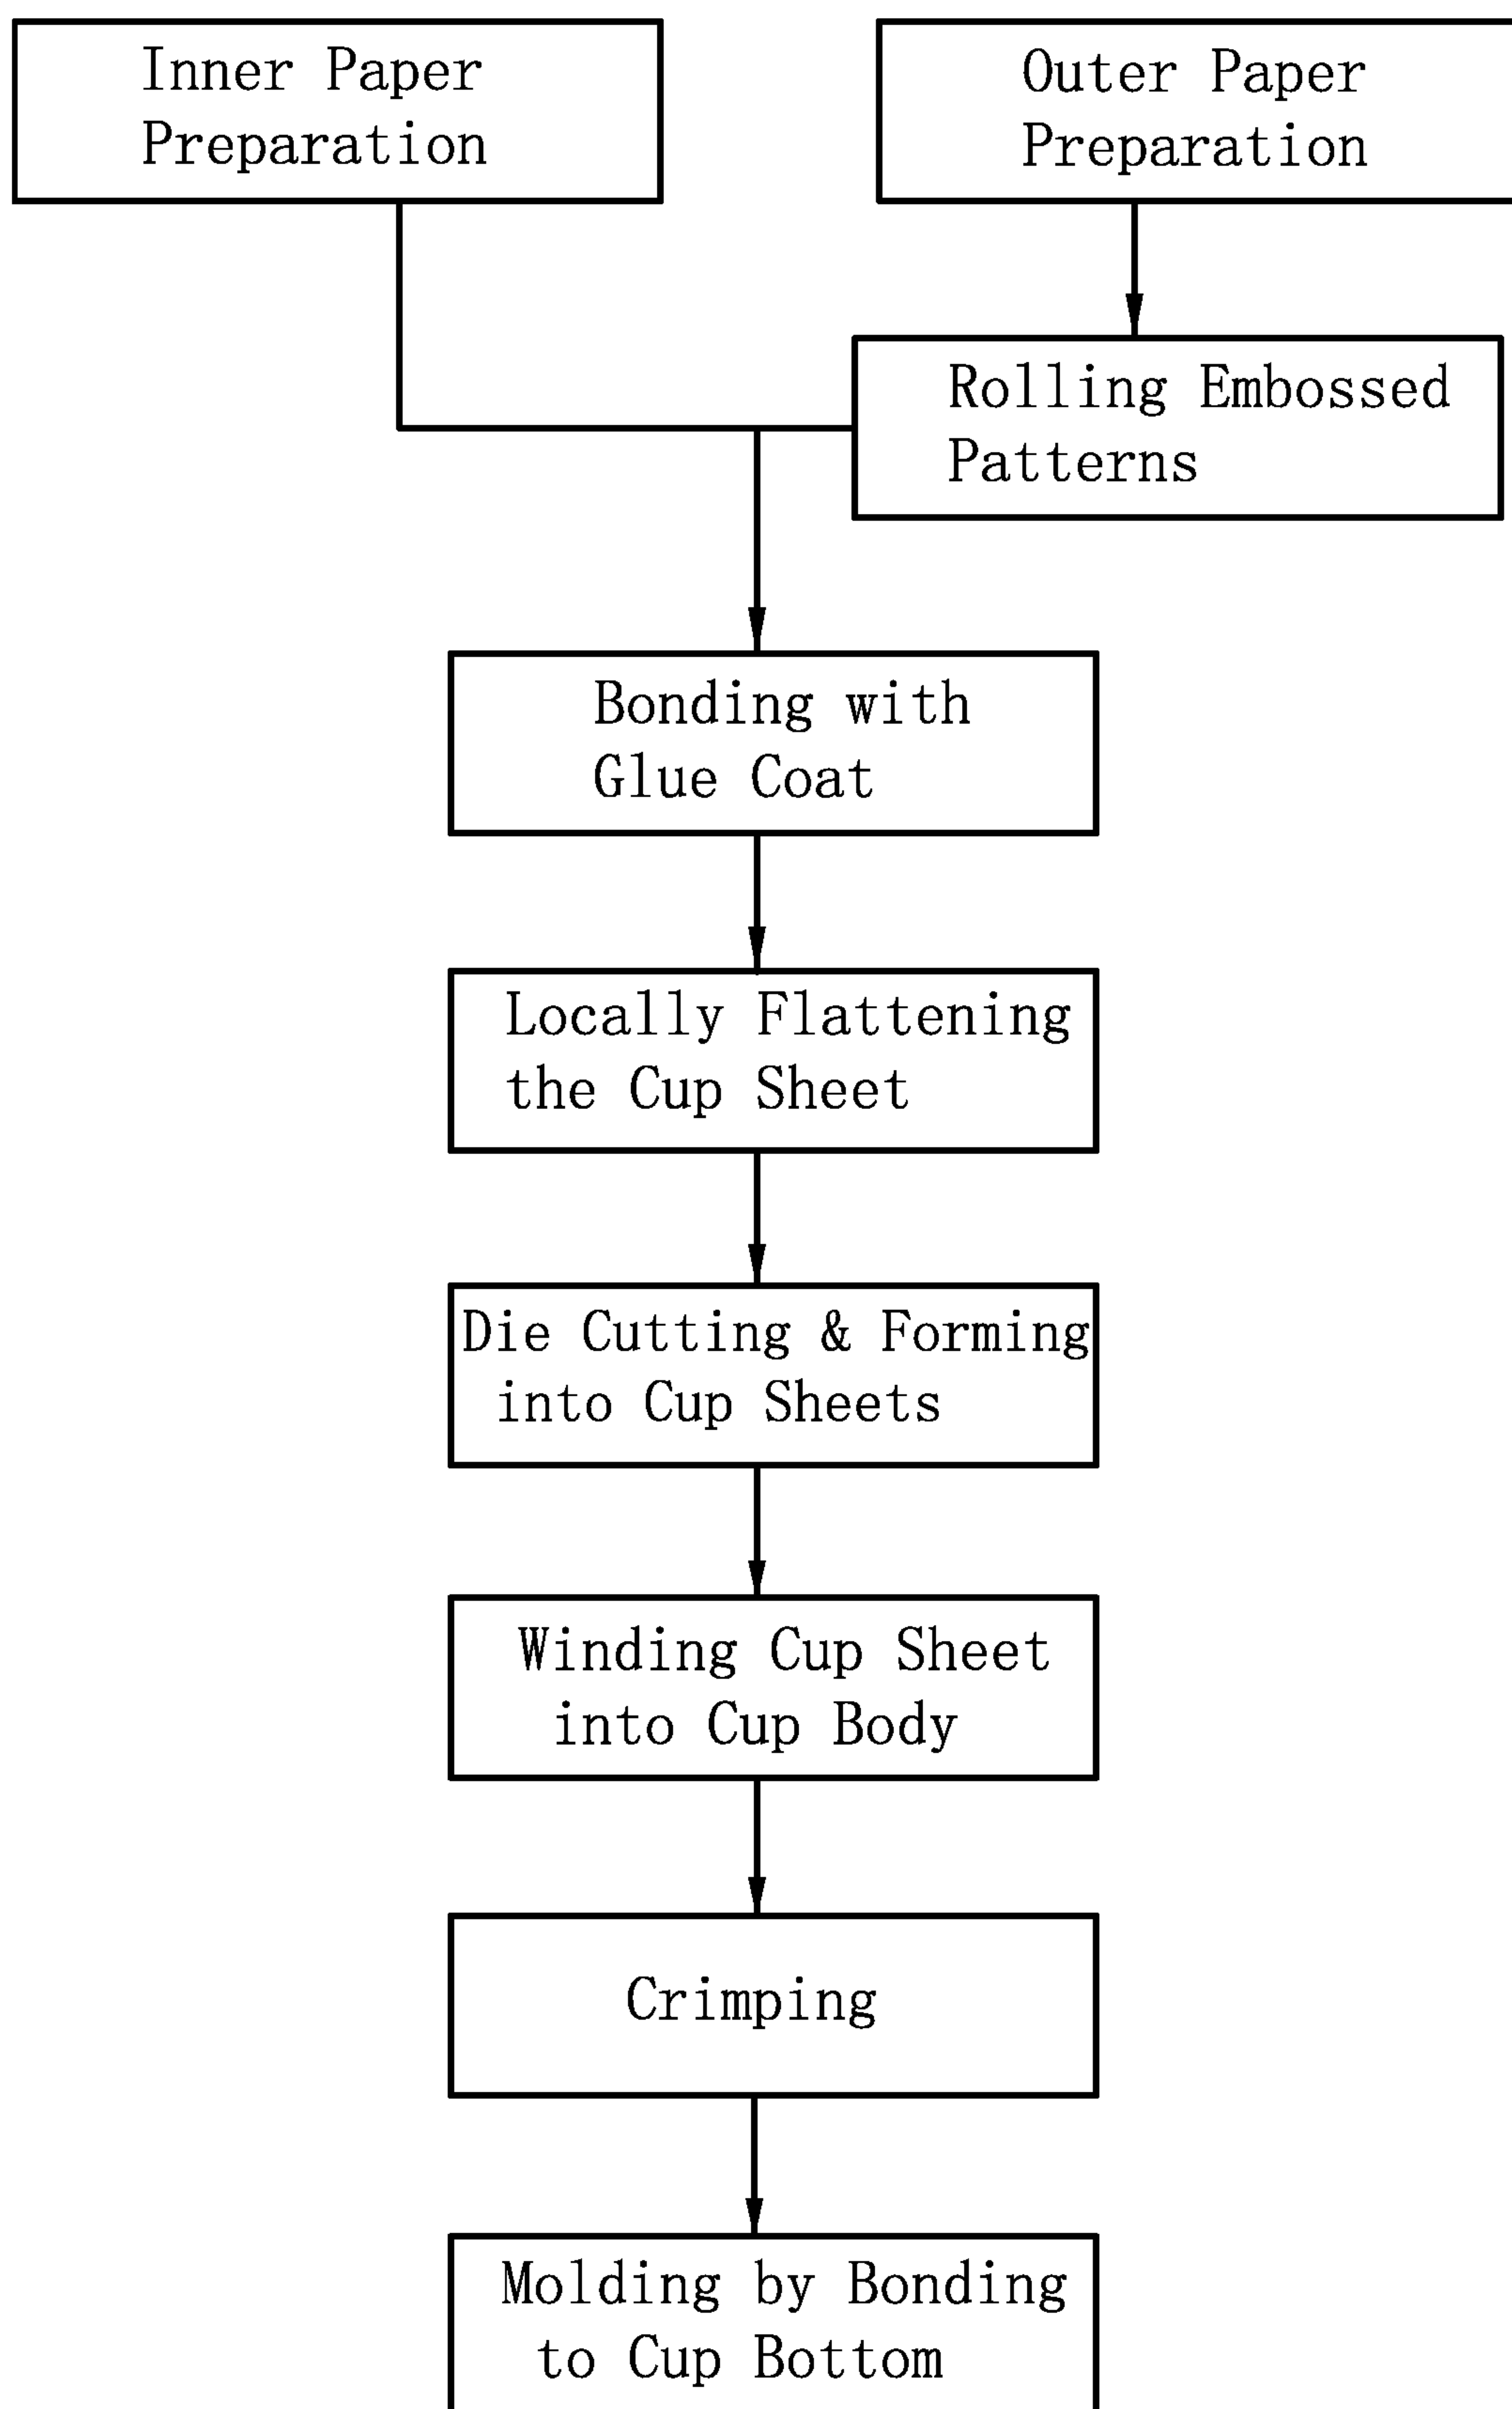 Inner Paper
Preparation
Outer Paper
Preparation
Rolling Embossed
Patterns
Bonding with
Glue Coat
Locally Flattening
the Cup Sheet
Die Cutting & Forming
into Cup Sheets
Winding Cup Sheet
into Cup Body
Crimping
Molding by Bonding
to Cup Bottom